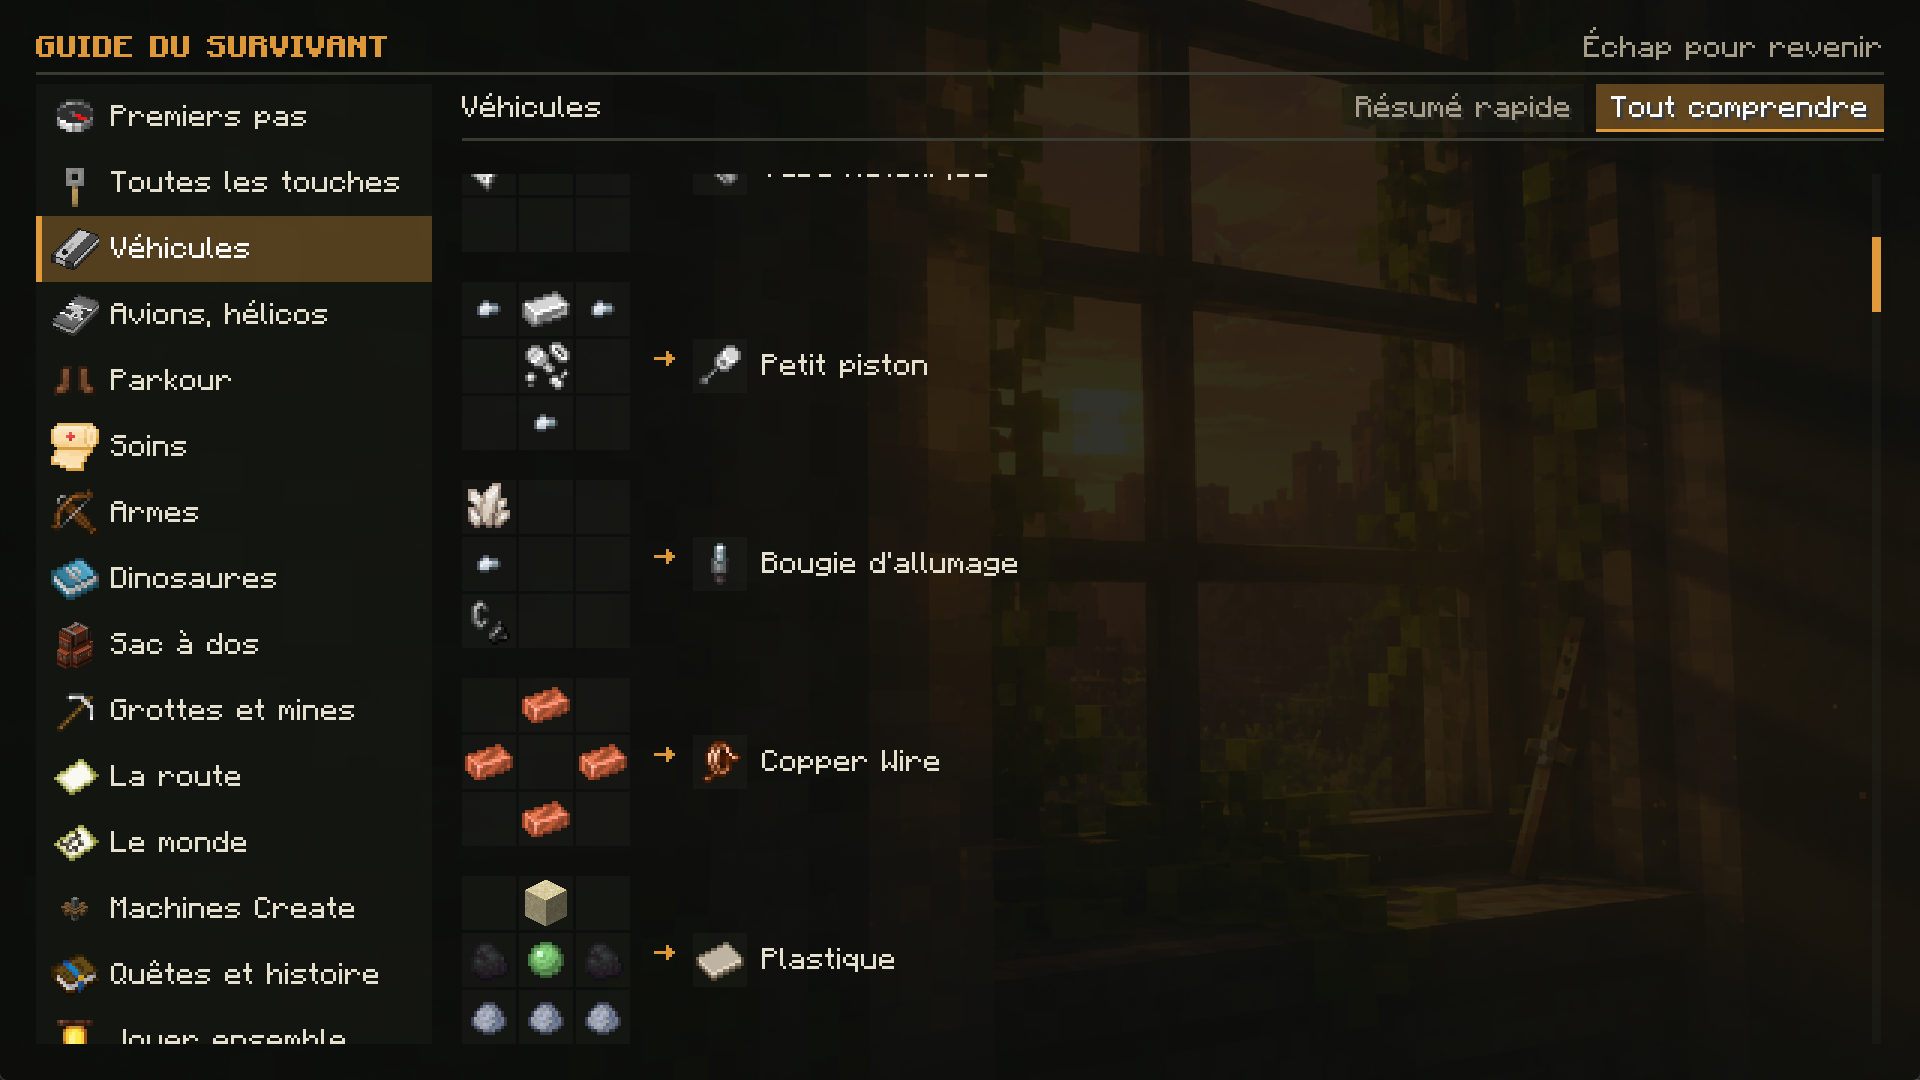 GUIDE DU SURVIVANT
Échap pour revenir
Premiers pas
Toutes les touches
Véhicules
Avions, hélicos
Parkour
Soins
Armes
Dinosaures
Sac à dos
Grottes et mines
La route
Le monde
Machines Create
Quêtes et histoire
Jouer ensemble
Véhicules
Résumé rapide
Tout comprendre
Petit piston
Bougie d'allumage
Copper Wire
Plastique